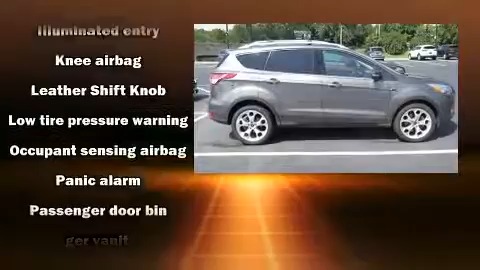 Illuminated entry
Knee airbag
Leather Shift Knob
Low tire pressure warning
Occupant sensing airbag
Panic alarm
Passenger door bin